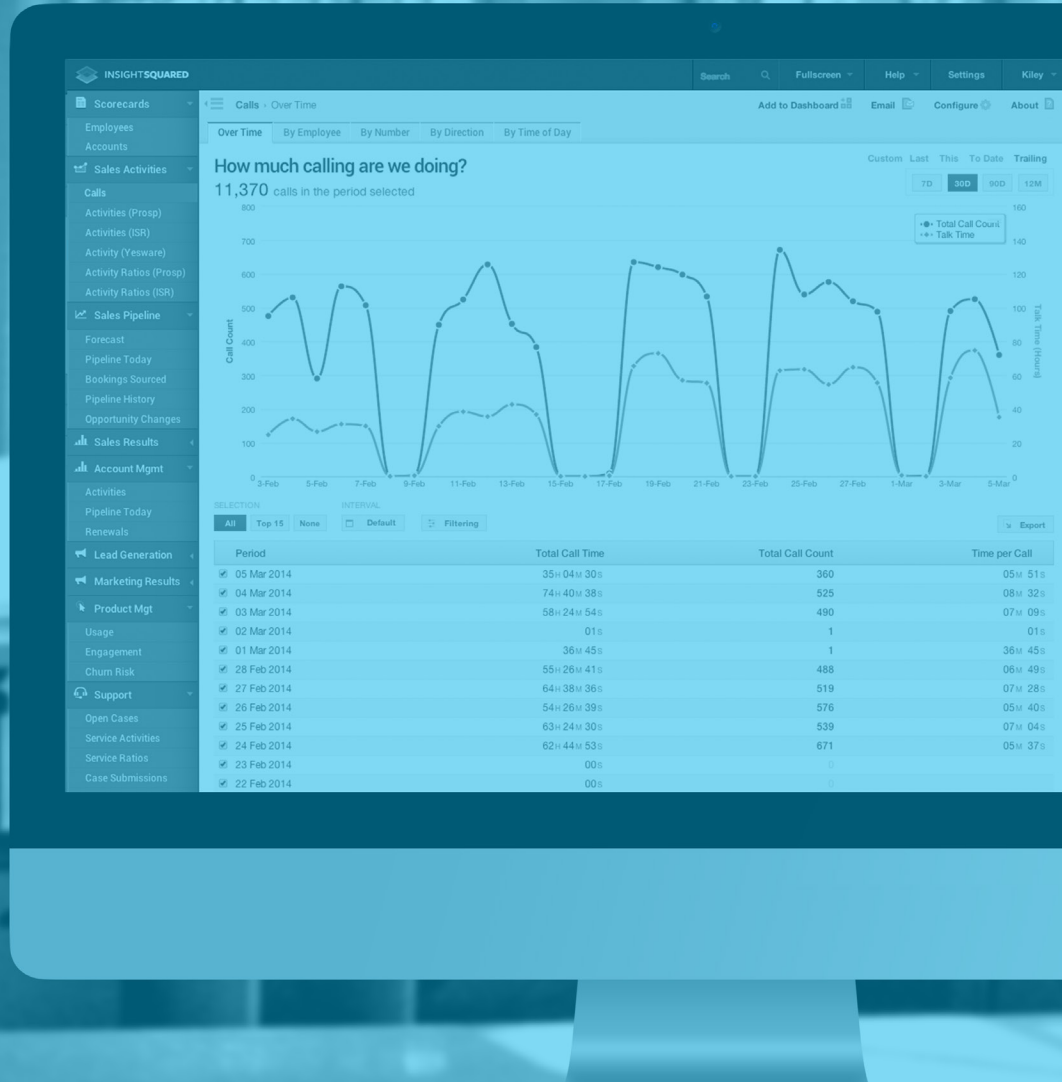 INSIGHTSQUARED
Search Fullscreen Help Settings Kiley
Scorecards
Employees
Accounts
Sales Activities
Calls
Activities (Prosp)
Activities (ISR)
Activity (Yesware)
Activity Ratios (Prosp)
Activity Ratios (ISR)
Sales Pipeline
Forecast
Pipeline Today
Bookings Sourced
Pipeline History
Opportunity Changes
Sales Results
Account Mgmt
Activities
Pipeline Today
Renewals
Lead Generation
Marketing Results
Product Mgt
Usage
Engagement
Churn Risk
Support
Open Cases
Service Activities
Service Ratios
Case Submissions
Calls › Over Time
Add to Dashboard Email Configure About
Over Time By Employee By Number By Direction By Time of Day
How much calling are we doing?
11,370 calls in the period selected
Custom Last This To Date Trailing
7D 30D 90D 12M
Total Call Count
Talk Time
Call Count
800
700
600
500
400
300
200
100
0
160
140
120
100
80
60
40
20
0
Talk Time (Hours)
3-Feb 5-Feb 7-Feb 9-Feb 11-Feb 13-Feb 15-Feb 17-Feb 19-Feb 21-Feb 23-Feb 25-Feb 27-Feb 1-Mar 3-Mar 5-Mar
SELECTION INTERVAL
All Top 15 None Default Filtering Export
Period Total Call Time Total Call Count Time per Call
05 Mar 2014 35H 04M 30S 360 05M 51S
04 Mar 2014 74H 40M 38S 525 08M 32S
03 Mar 2014 58H 24M 54S 490 07M 09S
02 Mar 2014 01S 1 01S
01 Mar 2014 36M 45S 1 36M 45S
28 Feb 2014 55H 26M 41S 488 06M 49S
27 Feb 2014 64H 38M 36S 519 07M 28S
26 Feb 2014 54H 26M 39S 576 05M 40S
25 Feb 2014 63H 24M 30S 539 07M 04S
24 Feb 2014 62H 44M 53S 671 05M 37S
23 Feb 2014 00S 0
22 Feb 2014 00S 0